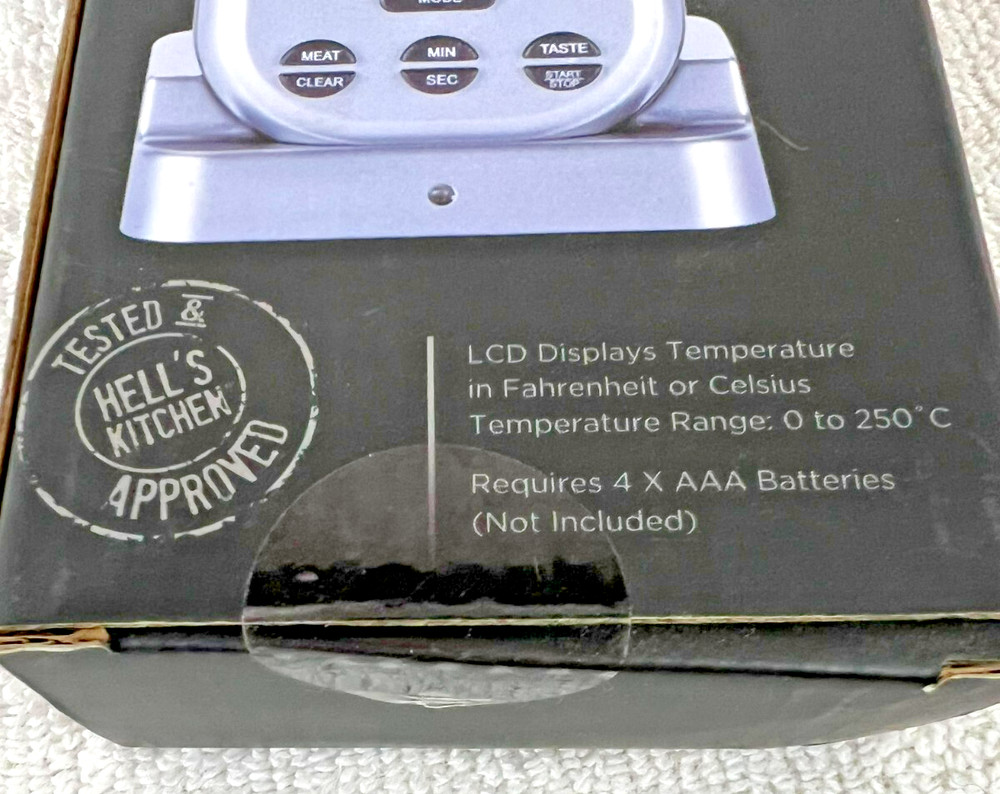 MODE
MEAT
MIN
TASTE
CLEAR
SEC
START
STOP
TESTED &
HELL'S
KITCHEN
APPROVED
LCD Displays Temperature
in Fahrenheit or Celsius
Temperature Range: 0 to 250°C
Requires 4 X AAA Batteries
(Not Included)